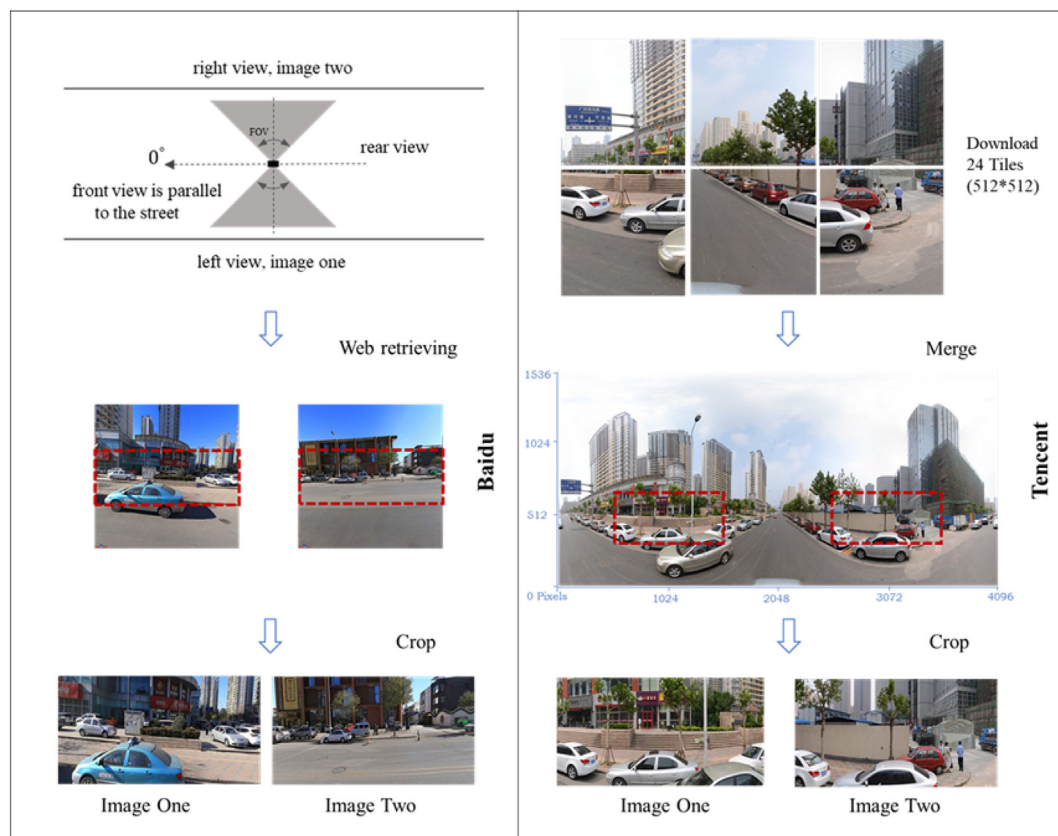 right view, image two
FOV
0°
rear view
front view is parallel
to the street
left view, image one
Web retrieving
Baidu
Crop
Image One
Image Two
Download
24 Tiles
(512*512)
Merge
1536
1024
512
0 Pixels
1024
2048
3072
4096
Tencent
Crop
Image One
Image Two